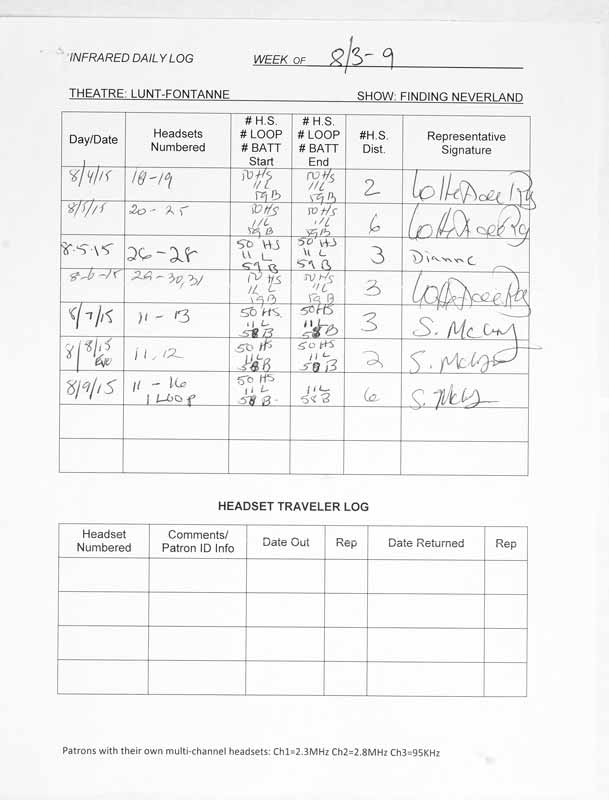 INFRARED DAILY LOG WEEK OF 8/3-9
THEATRE: LUNT-FONTANNE SHOW: FINDING NEVERLAND
Day/Date Headsets Numbered # H.S. # LOOP # BATT Start # H.S. # LOOP # BATT End #H.S. Dist. Representative Signature
8/4/15 18-19 50 HS 11 L 59 B 50 HS 11 L 59 B 2
8/5/15 20-25 50 HS 11 L 59 B 50 HS 11 L 59 B 6
8.5.15 26-28 50 HS 11 L 59 B 50 HS 11 L 59 B 3 Dianne
8-6-15 29-30,31 50 HS 11 L 59 B 50 HS 11 L 59 B 3
8/7/15 11-13 50 HS. 11 L 58 B 50 HS 11 L 58 B 3 S.
8/8/15 Eve 11, 12 50 HS 11 L 58 B 50 HS 11 L 58 B 2 S.
8/9/15 11-16 1 LOOP 50 HS 11 L 58 B- 11 L 58 B 6 S.
HEADSET TRAVELER LOG
Headset Numbered Comments/ Patron ID Info Date Out Rep Date Returned Rep
Patrons with their own multi-channel headsets: Ch1=2.3MHz Ch2=2.8MHz Ch3=95KHz